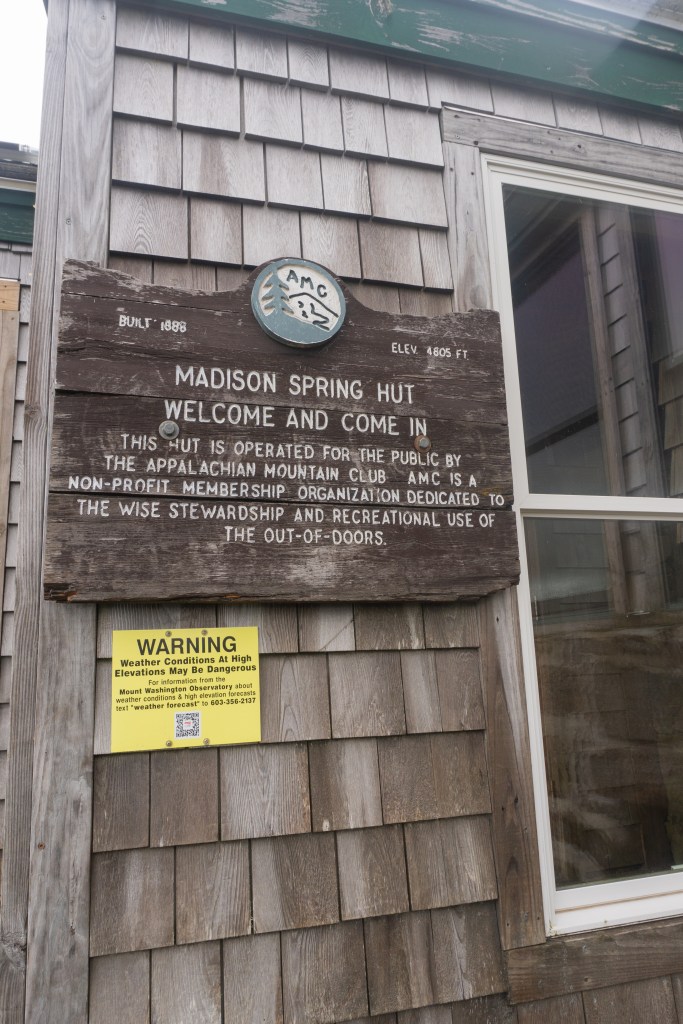 AMC
BUILT 1888
ELEV. 4805 FT.
MADISON SPRING HUT
WELCOME AND COME IN
THIS HUT IS OPERATED FOR THE PUBLIC BY
THE APPALACHIAN MOUNTAIN CLUB AMC IS A
NON-PROFIT MEMBERSHIP ORGANIZATION DEDICATED TO
THE WISE STEWARDSHIP AND RECREATIONAL USE OF
THE OUT-OF-DOORS.
WARNING
Weather Conditions At High
Elevations May Be Dangerous
For information from the
Mount Washington Observatory about
weather conditions & high elevation forecasts
text "weather forecast" to 603-356-2137